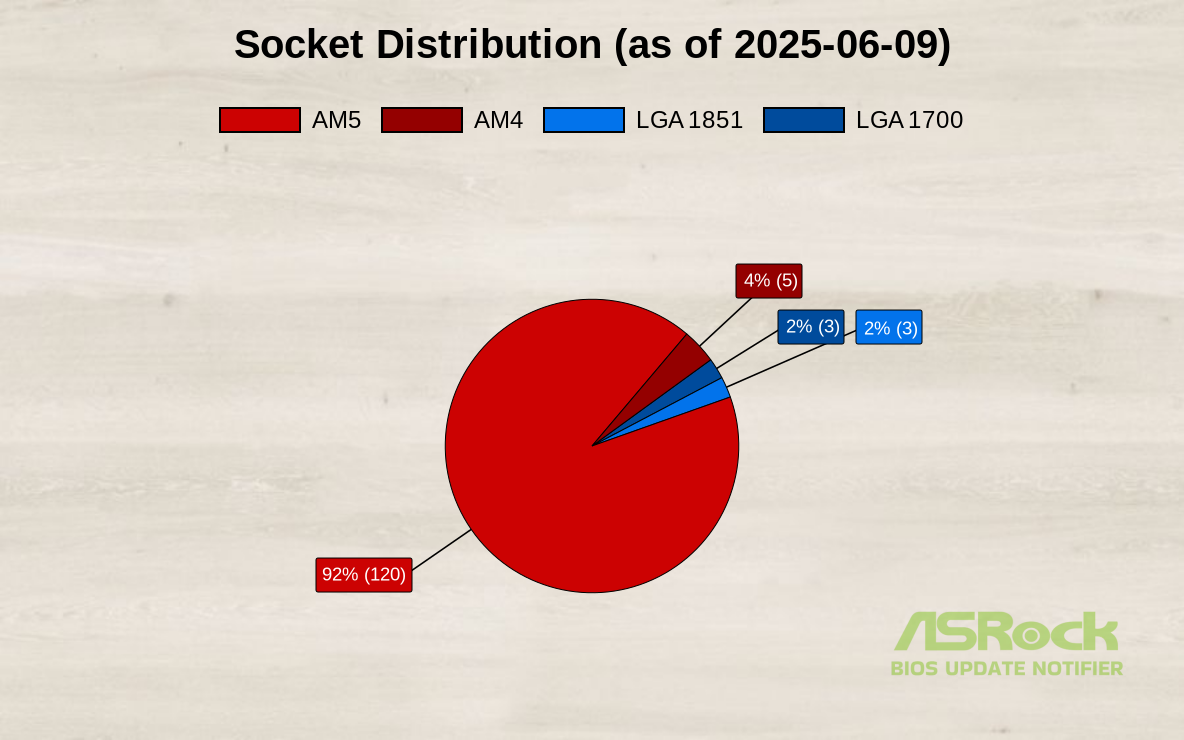 Socket Distribution (as of 2025-06-09)
AM5 AM4 LGA 1851 LGA 1700
4% (5)
2% (3) 2% (3)
92% (120)
ASRock
BIOS UPDATE NOTIFIER